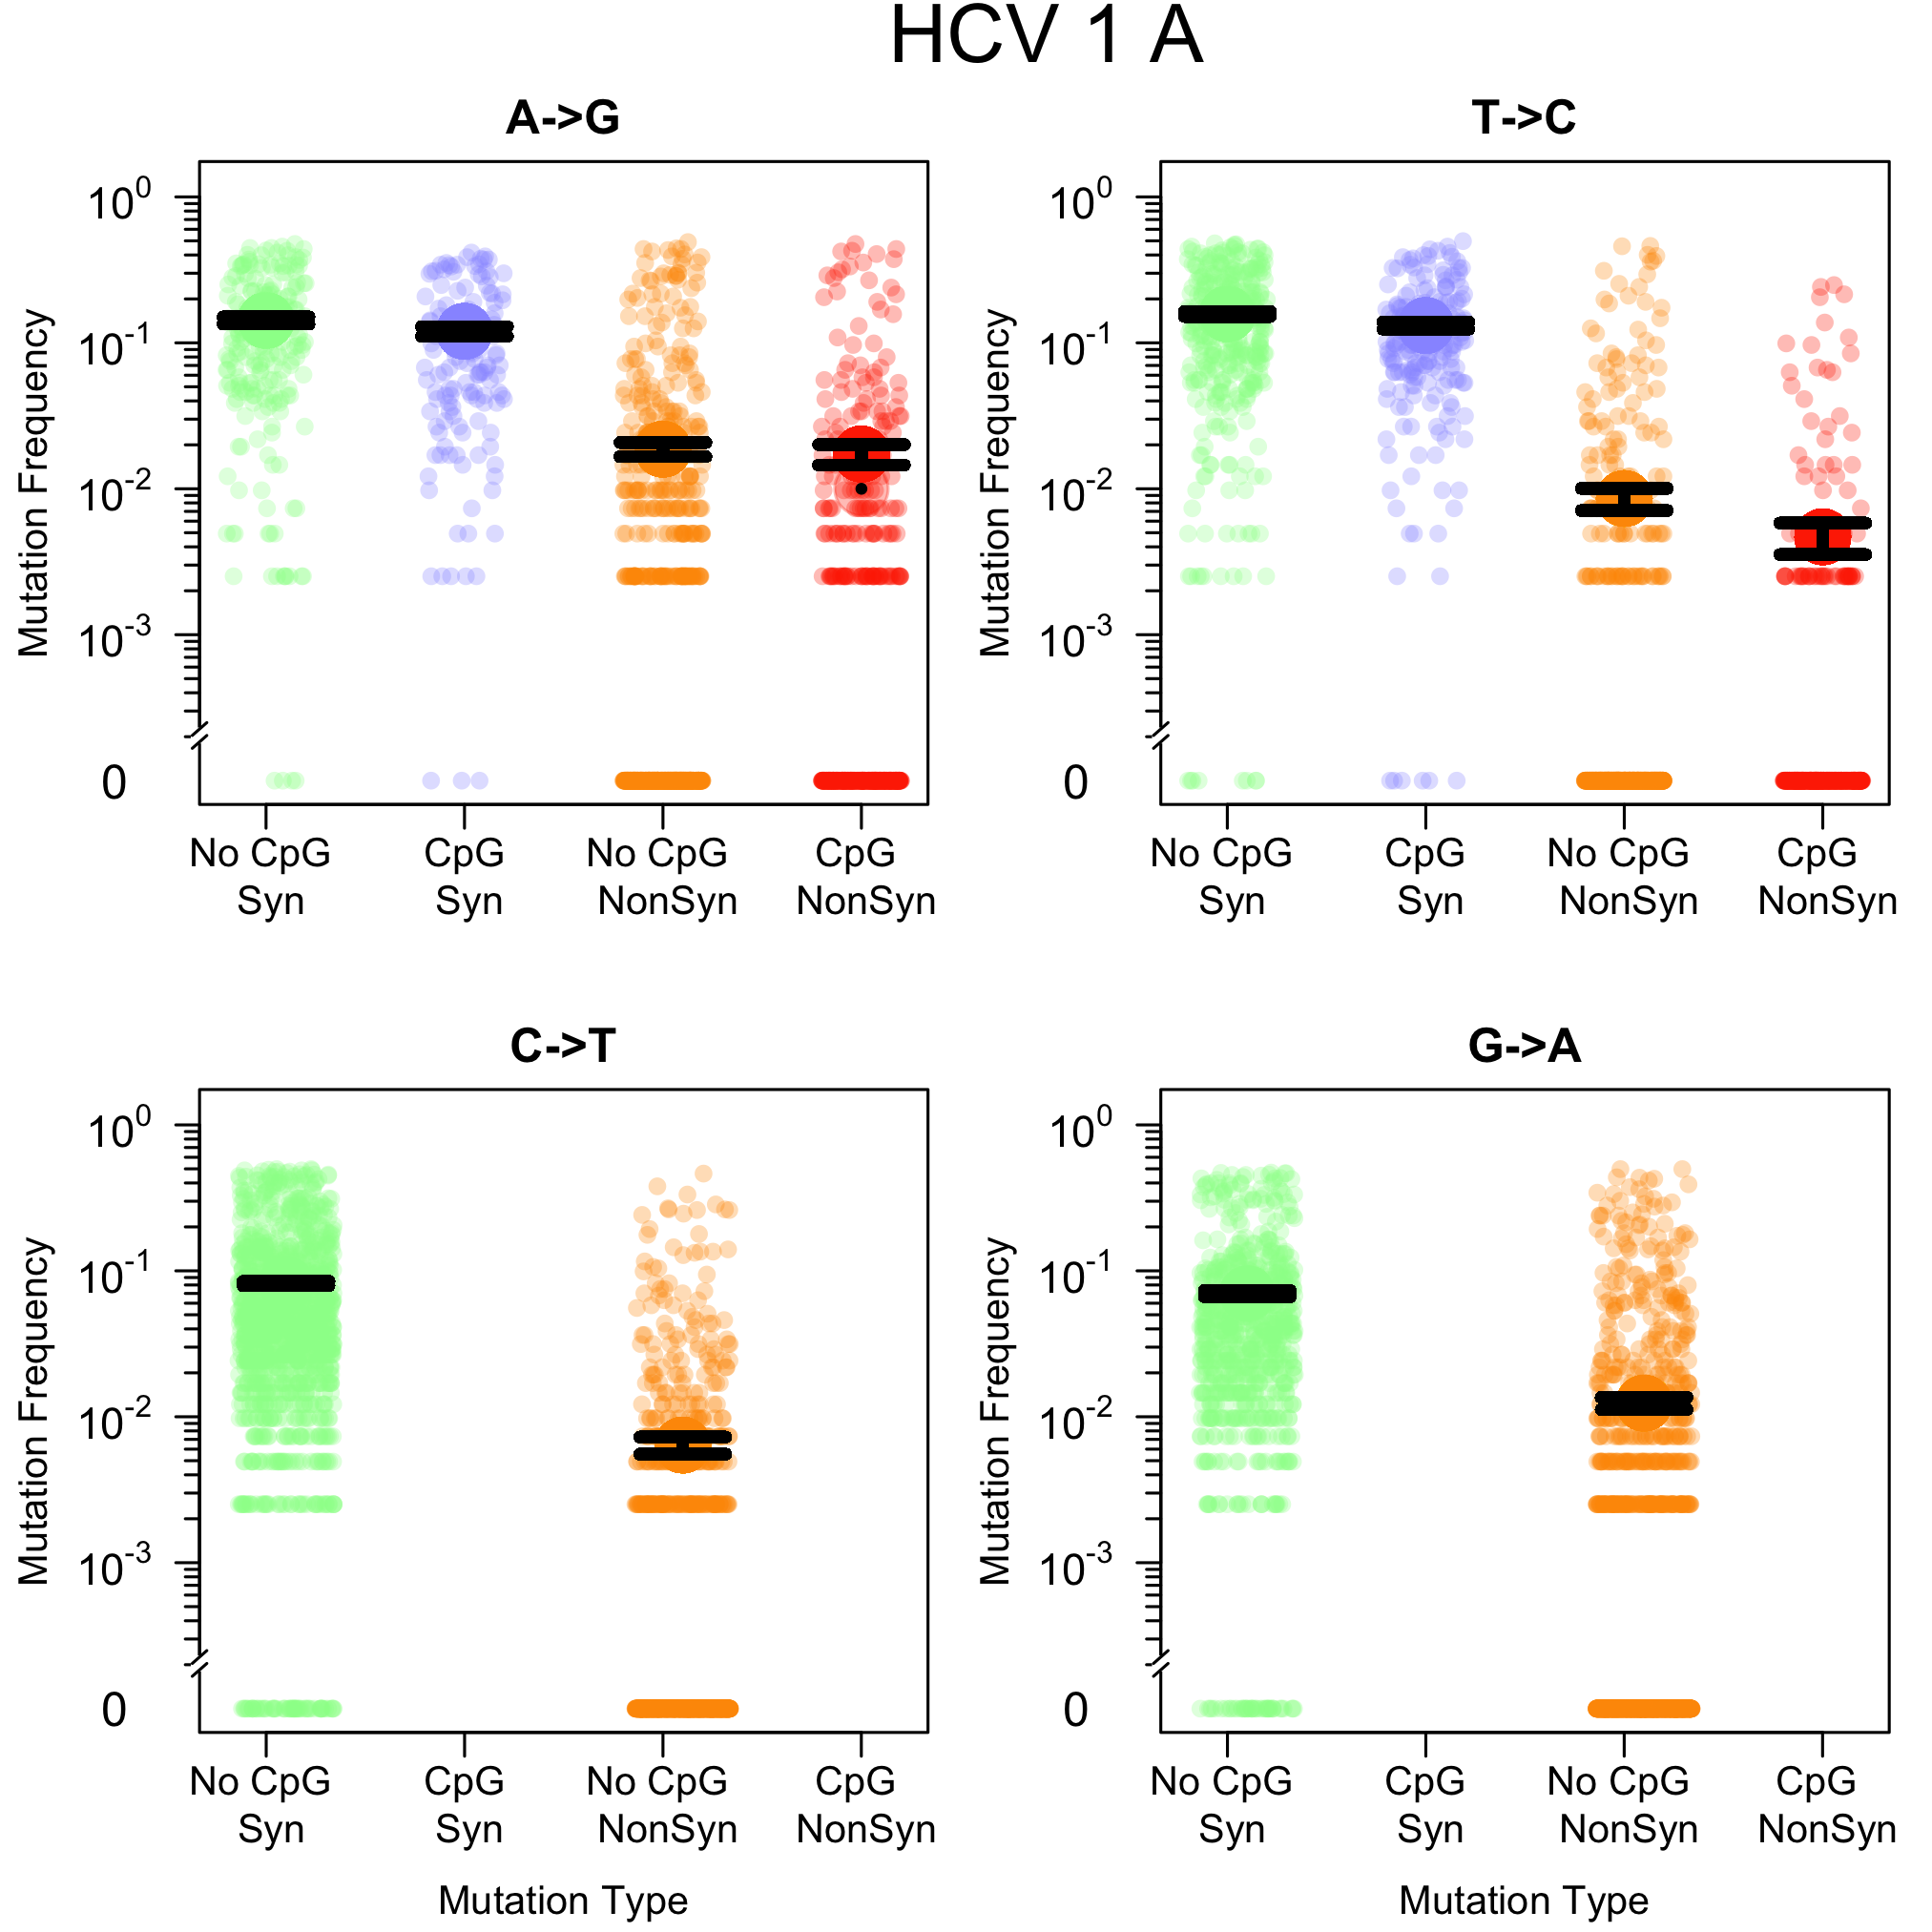 HCV 1 A
A->G
T->C
Mutation Frequency
10^0
10^-1
10^-2
10^-3
0
No CpG Syn
CpG Syn
No CpG NonSyn
CpG NonSyn
Mutation Frequency
10^0
10^-1
10^-2
10^-3
0
No CpG Syn
CpG Syn
No CpG NonSyn
CpG NonSyn
C->T
G->A
Mutation Frequency
10^0
10^-1
10^-2
10^-3
0
No CpG Syn
CpG Syn
No CpG NonSyn
CpG NonSyn
Mutation Type
Mutation Frequency
10^0
10^-1
10^-2
10^-3
0
No CpG Syn
CpG Syn
No CpG NonSyn
CpG NonSyn
Mutation Type